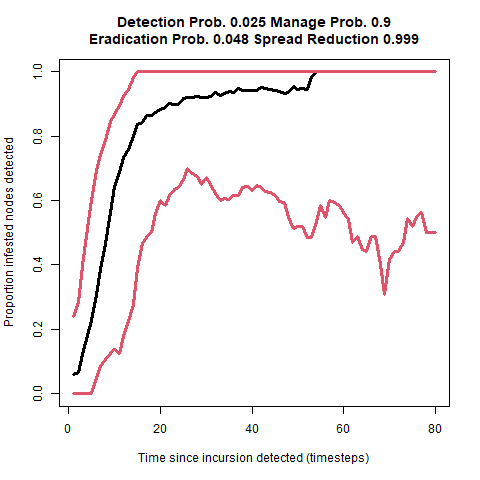 Detection Prob. 0.025 Manage Prob. 0.9
Eradication Prob. 0.048 Spread Reduction 0.999
Proportion infested nodes detected
1.0
0.8
0.6
0.4
0.2
0.0
0 20 40 60 80
Time since incursion detected (timesteps)